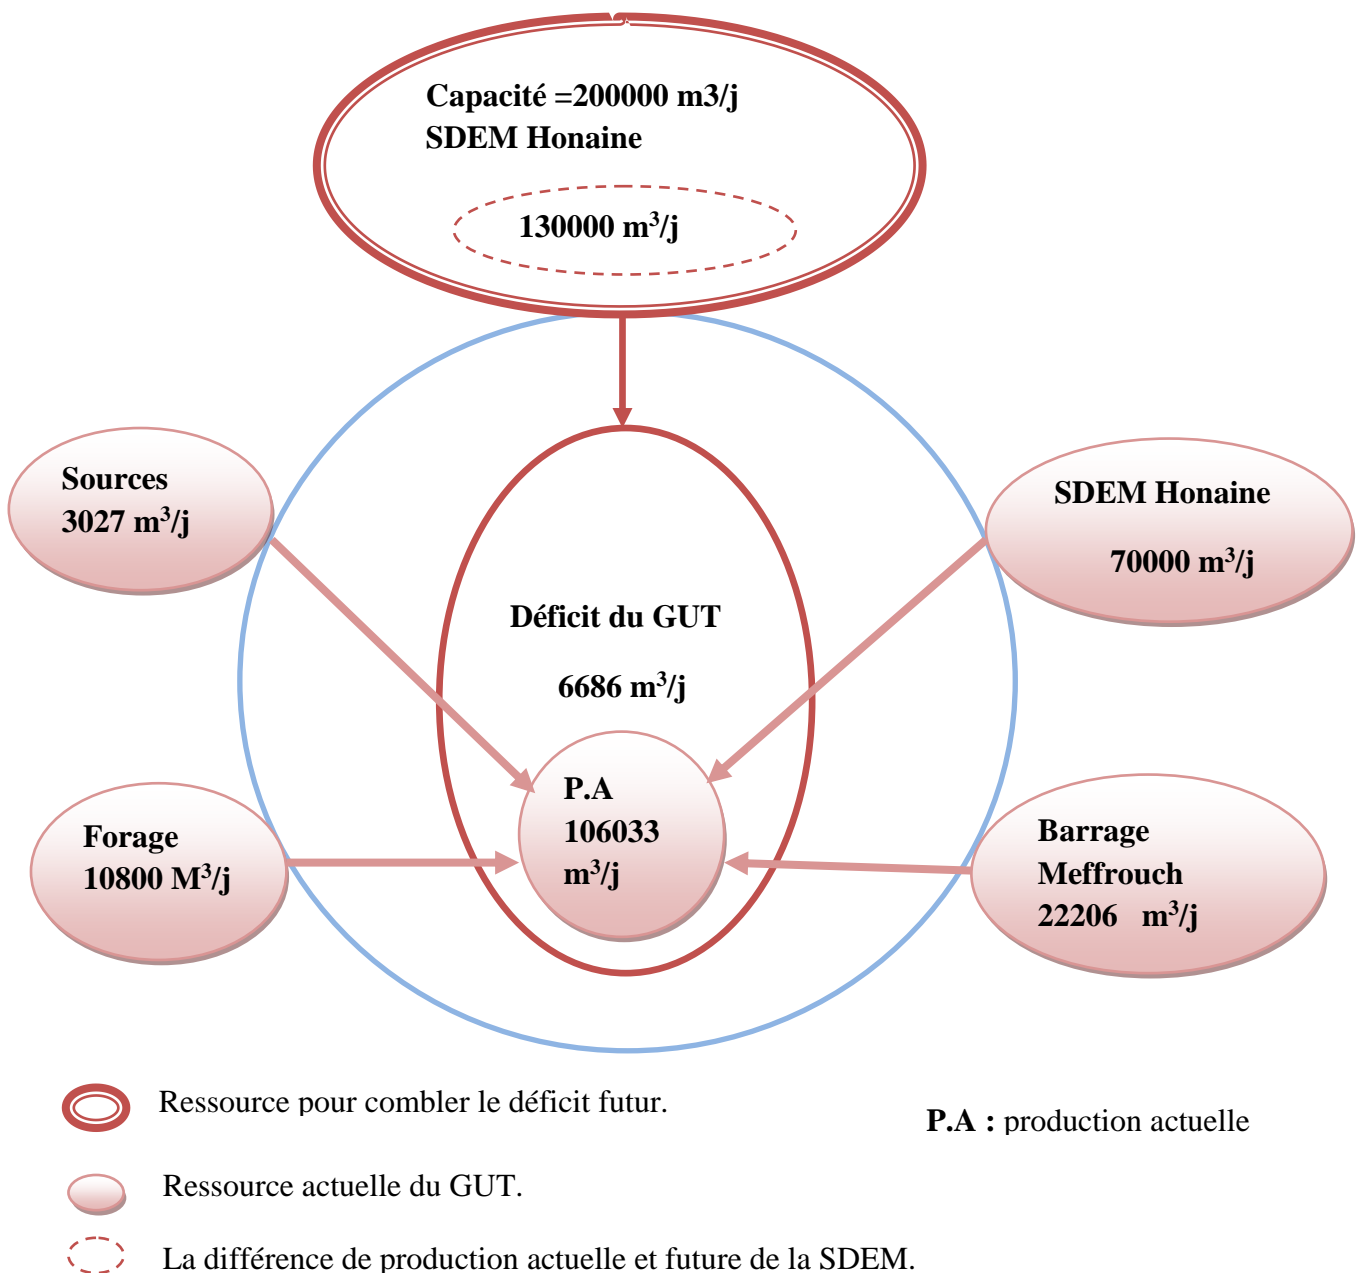 Capacité =200000 m3/j
SDEM Honaine
130000 m³/j
Sources
3027 m³/j
SDEM Honaine
70000 m³/j
Déficit du GUT
6686 m³/j
P.A
106033
m³/j
Forage
10800 M³/j
Barrage
Meffrouch
22206 m³/j
Ressource pour combler le déficit futur.
P.A : production actuelle
Ressource actuelle du GUT.
La différence de production actuelle et future de la SDEM.